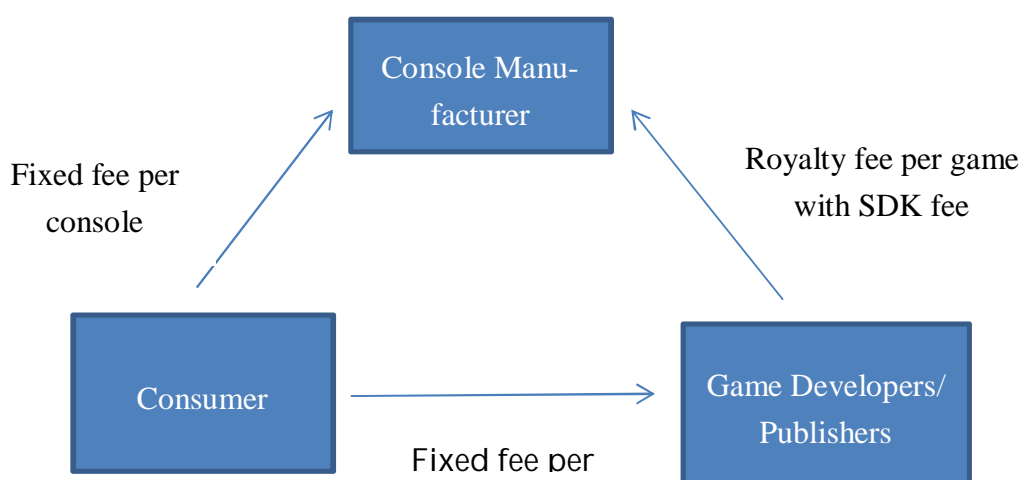 Console Manu-
facturer
Fixed fee per
console
Royalty fee per game
with SDK fee
Consumer
Game Developers/
Publishers
Fixed fee per